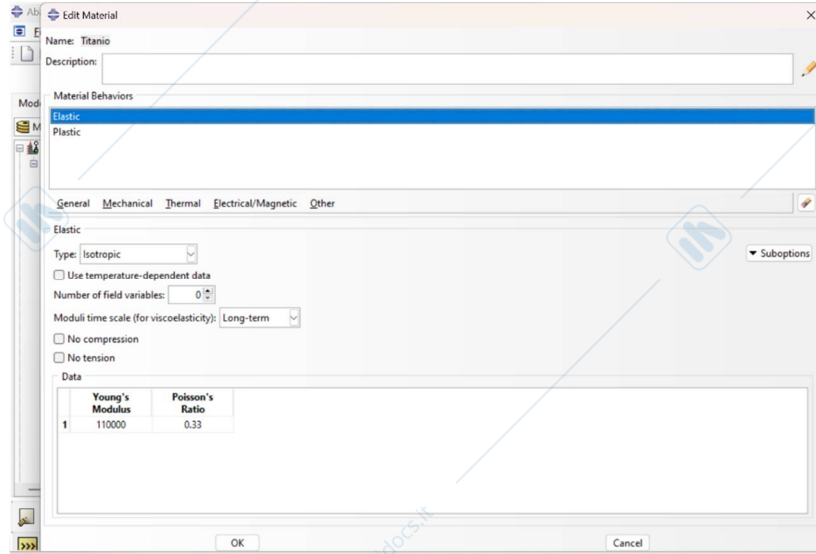 Ab
Edit Material
Name: Titanio
Description:
Mod
Material Behaviors
Elastic
Plastic
General Mechanical Thermal Electrical/Magnetic Other
Elastic
Type: Isotropic
Suboptions
Use temperature-dependent data
Number of field variables: 0
Moduli time scale (for viscoelasticity): Long-term
No compression
No tension
Data
Young's Modulus Poisson's Ratio
1 110000 0.33
OK Cancel